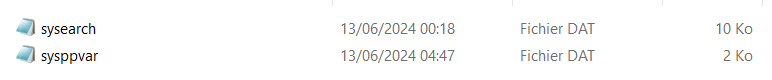 sysearch 13/06/2024 00:18 Fichier DAT 10 Ko
sysppvar 13/06/2024 04:47 Fichier DAT 2 Ko